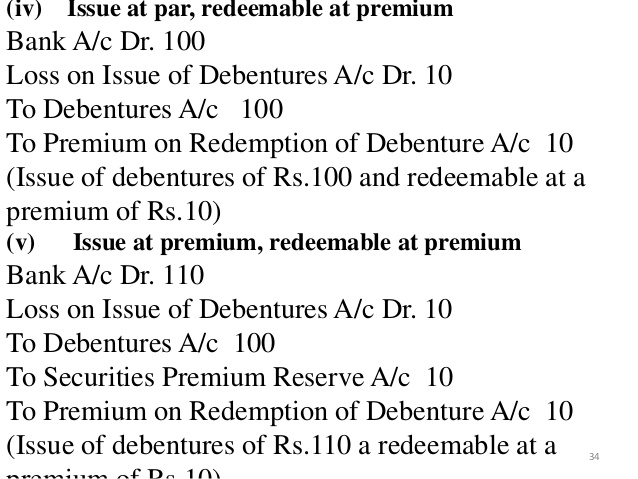 (iv) Issue at par, redeemable at premium
Bank A/c Dr. 100
Loss on Issue of Debentures A/c Dr. 10
To Debentures A/c 100
To Premium on Redemption of Debenture A/c 10
(Issue of debentures of Rs.100 and redeemable at a
premium of Rs.10)
(v) Issue at premium, redeemable at premium
Bank A/c Dr. 110
Loss on Issue of Debentures A/c Dr. 10
To Debentures A/c 100
To Securities Premium Reserve A/c 10
To Premium on Redemption of Debenture A/c 10
(Issue of debentures of Rs.110 a redeemable at a
34
premium of Rs.10)